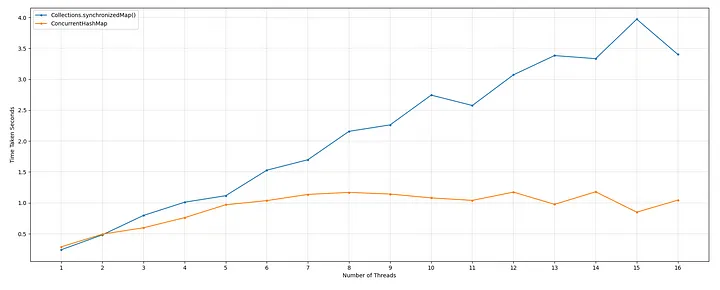 Collections.synchronizedMap()
ConcurrentHashMap
4.0
3.5
3.0
2.5
2.0
1.5
1.0
0.5
Time Taken Seconds
1 2 3 4 5 6 7 8 9 10 11 12 13 14 15 16
Number of Threads